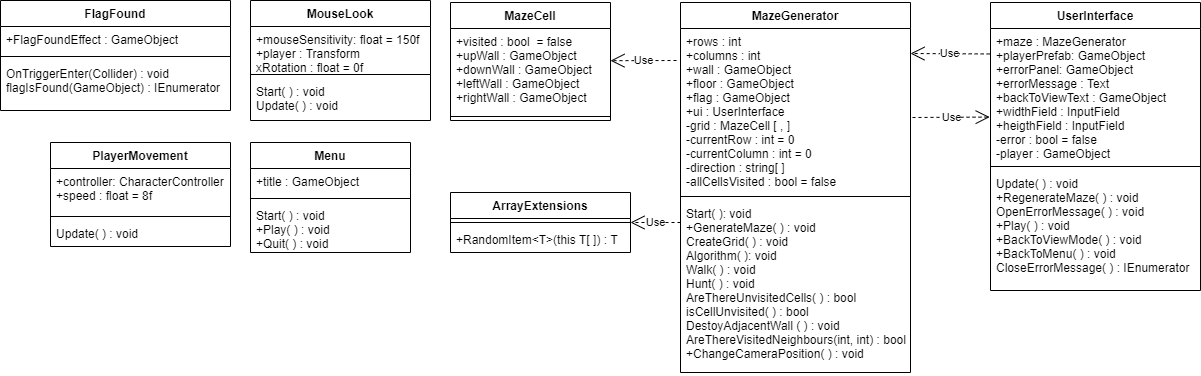 FlagFound
+FlagFoundEffect : GameObject
OnTriggerEnter(Collider) : void
flagIsFound(GameObject) : IEnumerator
MouseLook
+mouseSensitivity: float = 150f
+player : Transform
xRotation : float = 0f
Start( ) : void
Update( ) : void
MazeCell
+visited : bool = false
+upWall : GameObject
+downWall : GameObject
+leftWall : GameObject
+rightWall : GameObject
Use
MazeGenerator
+rows : int
+columns : int
+wall : GameObject
+floor : GameObject
+flag : GameObject
+ui : UserInterface
-grid : MazeCell [ , ]
-currentRow : int = 0
-currentColumn : int = 0
-direction : string[ ]
-allCellsVisited : bool = false
Start( ): void
+GenerateMaze( ) : void
CreateGrid( ) : void
Algorithm( ): void
Walk( ) : void
Hunt( ) : void
AreThereUnvisitedCells( ) : bool
isCellUnvisited( ) : bool
DestoyAdjacentWall ( ) : void
AreThereVisitedNeighbours(int, int) : bool
+ChangeCameraPosition( ) : void
Use
Use
UserInterface
+maze : MazeGenerator
+playerPrefab: GameObject
+errorPanel: GameObject
+errorMessage : Text
+backToViewText : GameObject
+widthField : InputField
+heigthField : InputField
-error : bool = false
-player : GameObject
Update( ) : void
+RegenerateMaze( ) : void
OpenErrorMessage( ) : void
+Play( ) : void
+BackToViewMode( ) : void
+BackToMenu( ) : void
CloseErrorMessage( ) : IEnumerator
PlayerMovement
+controller: CharacterController
+speed : float = 8f
Update( ) : void
Menu
+title : GameObject
Start( ) : void
+Play( ) : void
+Quit( ) : void
ArrayExtensions
+RandomItem<T>(this T[ ]) : T
Use